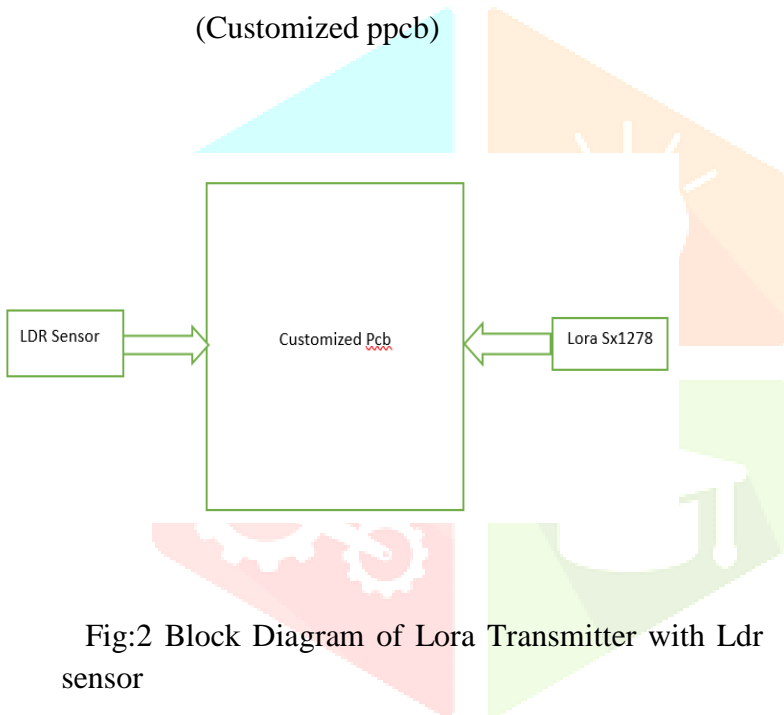 (Customized ppcb)
LDR Sensor
Customized Pcb
Lora Sx1278
Fig:2 Block Diagram of Lora Transmitter with Ldr
sensor